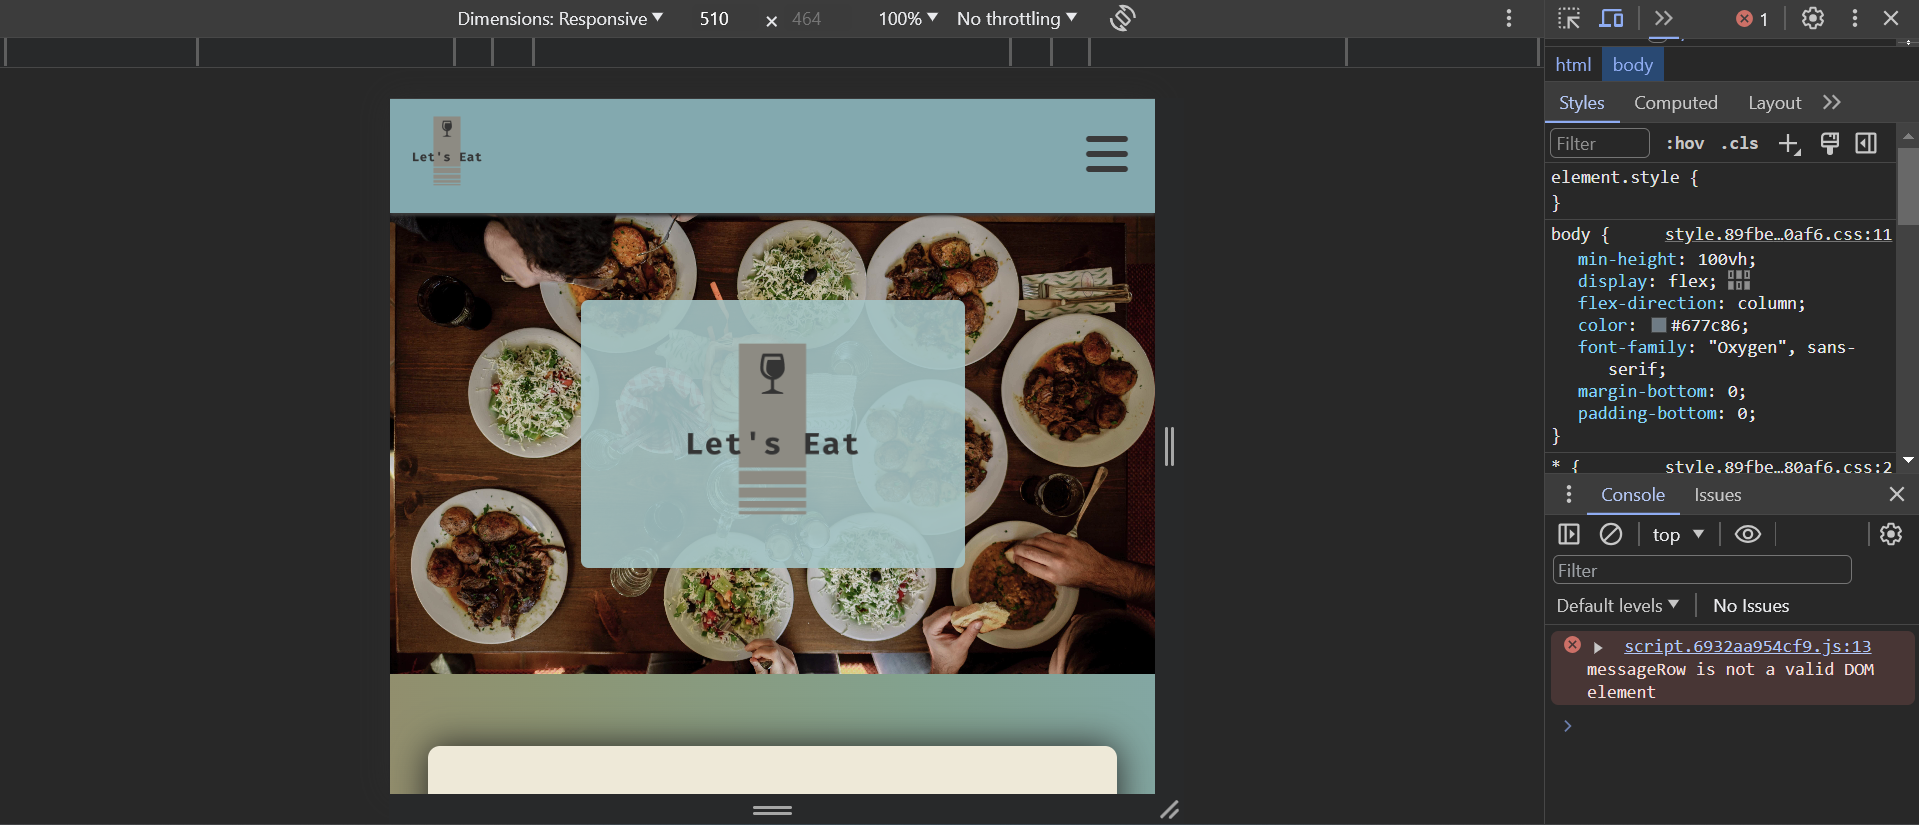 Dimensions: Responsive 510 × 464 100% No throttling
1
html body
Styles Computed Layout
Filter :hov .cls
element.style {
}
body { style.89fbe…0af6.css:11
min-height: 100vh;
display: flex;
flex-direction: column;
color: #677c86;
font-family: "Oxygen", sans-
serif;
margin-bottom: 0;
padding-bottom: 0;
}
* { style.89fbe…80af6.css:2
Console Issues
top
Filter
Default levels No Issues
script.6932aa954cf9.js:13
messageRow is not a valid DOM
element
Let's Eat
Let's Eat